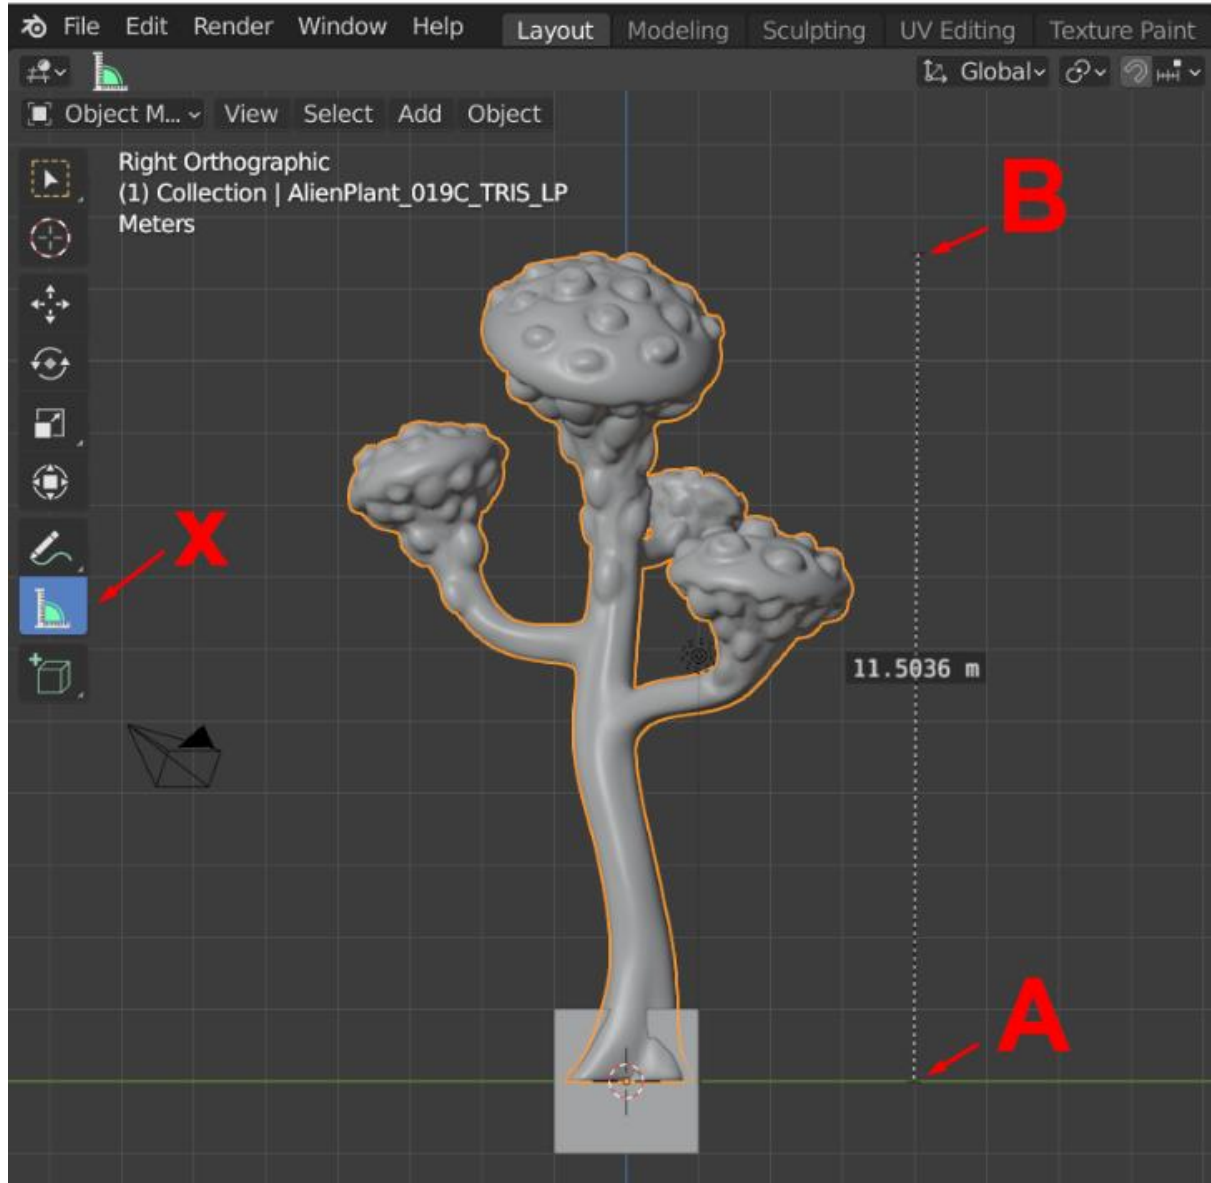 File Edit Render Window Help Layout Modeling Sculpting UV Editing Texture Paint
Global
Object M... View Select Add Object
Right Orthographic
(1) Collection | AlienPlant_019C_TRIS_LP
Meters
B
X
11.5036 m
A